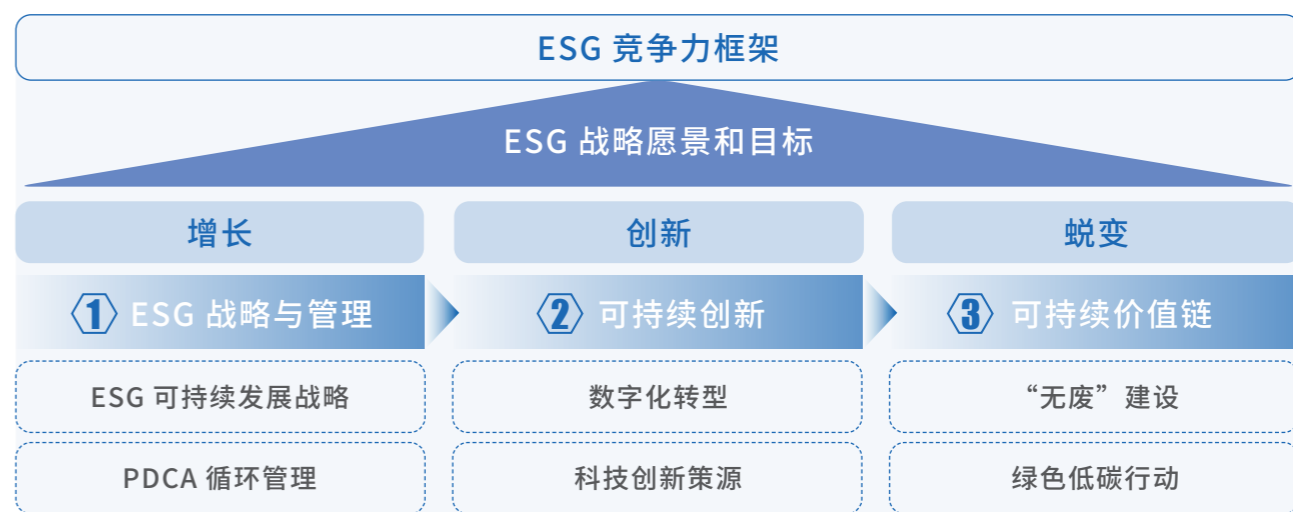 ESG 竞争力框架
ESG 战略愿景和目标
增长
创新
蜕变
1 ESG 战略与管理
2 可持续创新
3 可持续价值链
ESG 可持续发展战略
数字化转型
“无废”建设
PDCA 循环管理
科技创新策源
绿色低碳行动